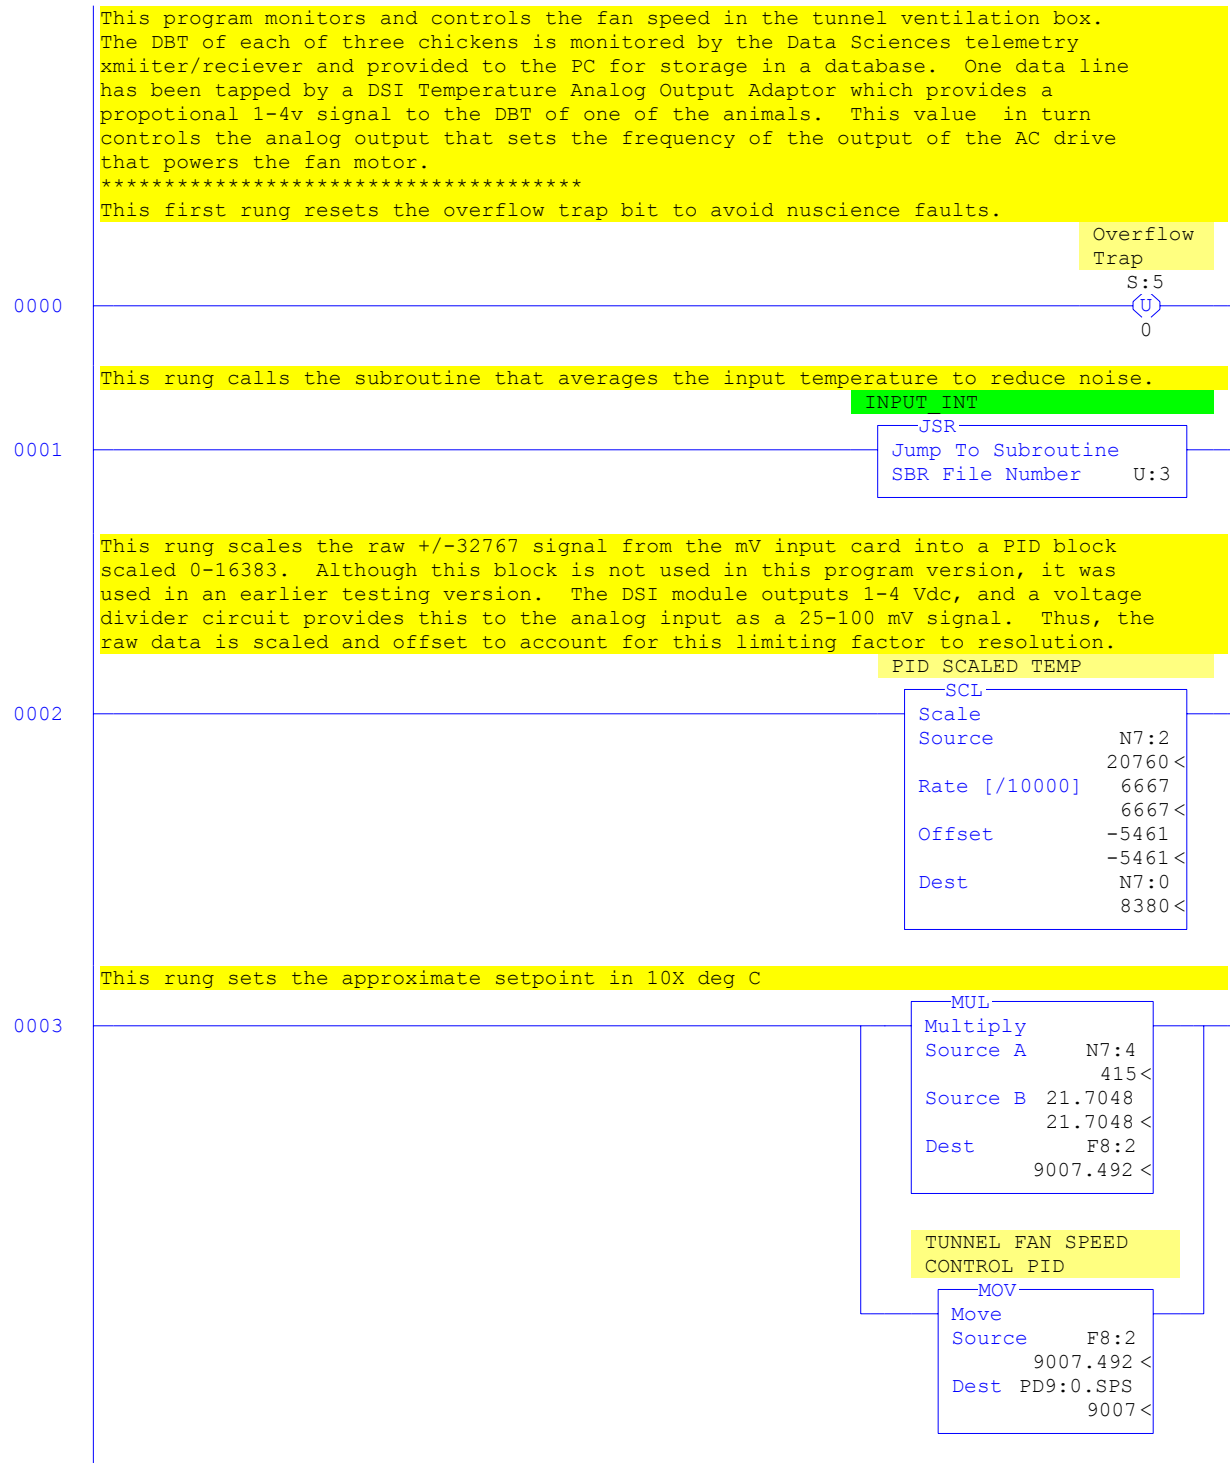 This program monitors and controls the fan speed in the tunnel ventilation box.
The DBT of each of three chickens is monitored by the Data Sciences telemetry
xmiiter/reciever and provided to the PC for storage in a database.  One data line
has been tapped by a DSI Temperature Analog Output Adaptor which provides a
propotional 1-4v signal to the DBT of one of the animals.  This value  in turn
controls the analog output that sets the frequency of the output of the AC drive
that powers the fan motor.
**************************************
This first rung resets the overflow trap bit to avoid nuscience faults.
Overflow
Trap
S:5
0000
U
0
This rung calls the subroutine that averages the input temperature to reduce noise.
INPUT_INT
JSR
0001
Jump To Subroutine
SBR File Number U:3
This rung scales the raw +/-32767 signal from the mV input card into a PID block
scaled 0-16383.  Although this block is not used in this program version, it was
used in an earlier testing version.  The DSI module outputs 1-4 Vdc, and a voltage
divider circuit provides this to the analog input as a 25-100 mV signal.  Thus, the
raw data is scaled and offset to account for this limiting factor to resolution.
PID SCALED TEMP
SCL
0002
Scale
Source N7:2
20760<
Rate [/10000] 6667
6667<
Offset -5461
-5461<
Dest N7:0
8380<
This rung sets the approximate setpoint in 10X deg C
MUL
0003
Multiply
Source A N7:4
415<
Source B 21.7048
21.7048<
Dest F8:2
9007.492<
TUNNEL FAN SPEED
CONTROL PID
MOV
Move
Source F8:2
9007.492<
Dest PD9:0.SPS
9007<